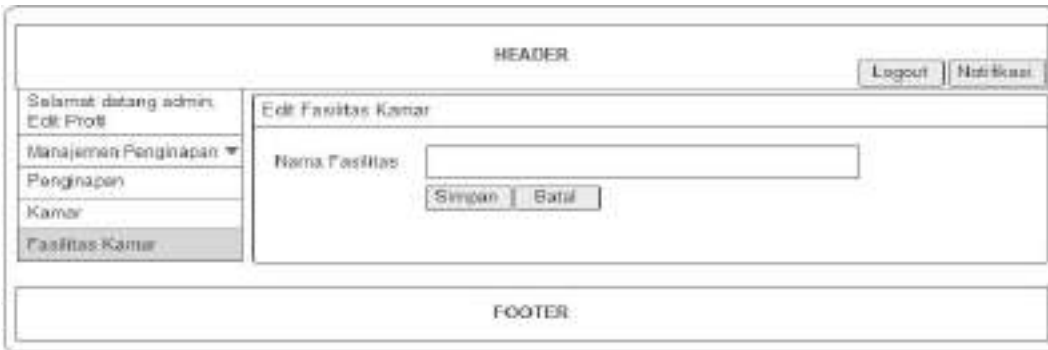 HEADER
Logout
Notifikasi
Selamat datang admin,
Edit Profil
Manajemen Penginapan
Penginapan
Kamar
Fasilitas Kamar
Edit Fasilitas Kamar
Nama Fasilitas
Simpan
Batal
FOOTER